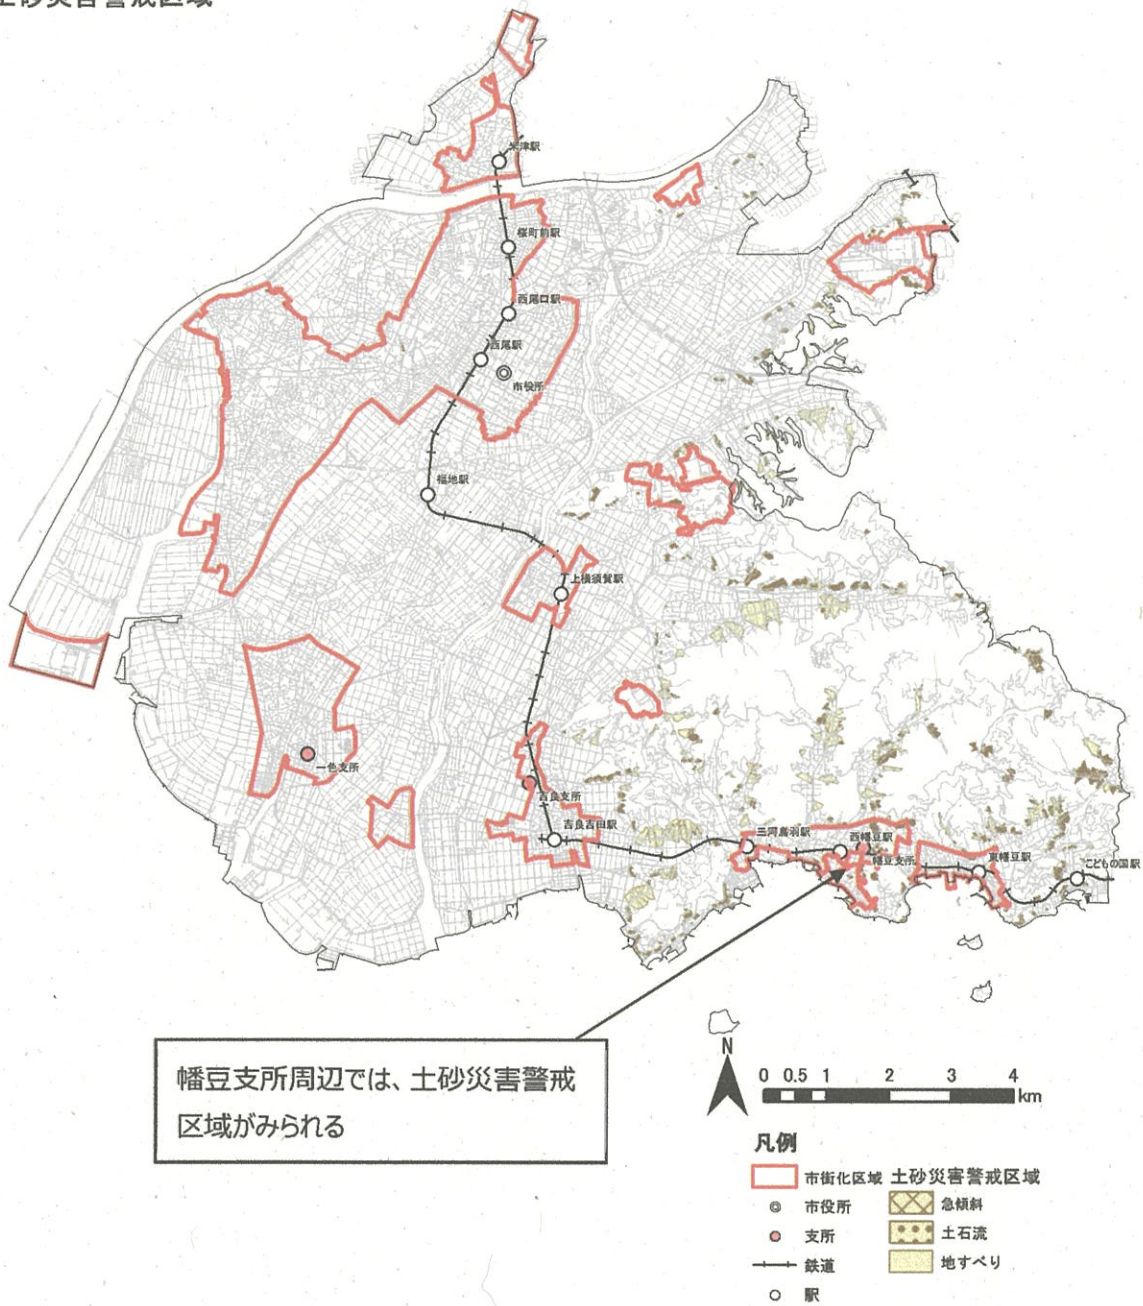 土砂災害警戒区域
米津駅
桜町前駅
西尾口駅
西尾駅
市役所
福地駅
上横須賀駅
一色支所
吉良支所
吉良吉田駅
三河鳥羽駅
西幡豆駅
幡豆支所
東幡豆駅
こどもの国駅
幡豆支所周辺では、土砂災害警戒
区域がみられる
N
0 0.5 1 2 3 4
km
凡例
市街化区域 土砂災害警戒区域
市役所 急傾斜
支所 土石流
鉄道 地すべり
駅